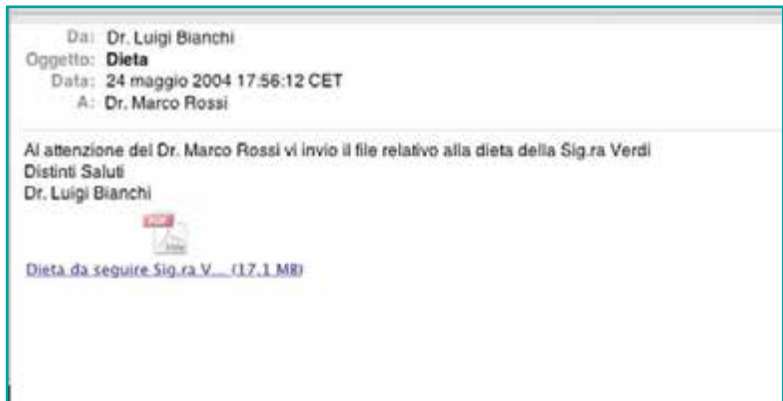 Da: Dr. Luigi Bianchi
Oggetto: Dieta
Data: 24 maggio 2004 17:56:12 CET
A: Dr. Marco Rossi
Al attenzione del Dr. Marco Rossi vi invio il file relativo alla dieta della Sig.ra Verdi
Distinti Saluti
Dr. Luigi Bianchi
PDF
Dieta da seguire Sig.ra V... (17.1 MB)